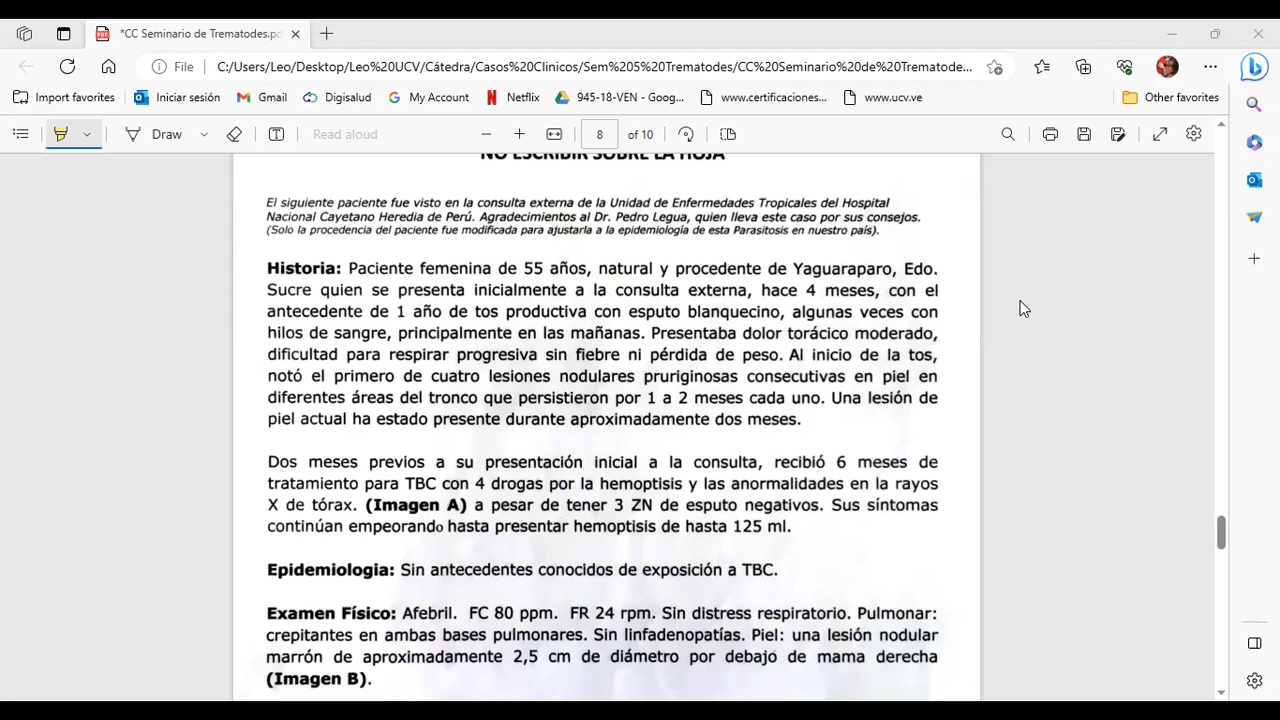 *CC Seminario de Trematodes.pd
File C:/Users/Leo/Desktop/Leo%20UCV/Cátedra/Casos%20Clinicos/Sem%205%20Trematodes/CC%20Seminario%20de%20Trematode...
Import favorites Iniciar sesión Gmail Digisalud My Account Netflix 945-18-VEN - Goog... www.certificaciones... www.ucv.ve Other favorites
Draw Read aloud 8 of 10
NO ESCRIBIR SOBRE LA HOJA
El siguiente paciente fue visto en la consulta externa de la Unidad de Enfermedades Tropicales del Hospital
Nacional Cayetano Heredia de Perú. Agradecimientos al Dr. Pedro Legua, quien lleva este caso por sus consejos.
(Solo la procedencia del paciente fue modificada para ajustarla a la epidemiología de esta Parasitosis en nuestro país).
Historia: Paciente femenina de 55 años, natural y procedente de Yaguaraparo, Edo.
Sucre quien se presenta inicialmente a la consulta externa, hace 4 meses, con el
antecedente de 1 año de tos productiva con esputo blanquecino, algunas veces con
hilos de sangre, principalmente en las mañanas. Presentaba dolor torácico moderado,
dificultad para respirar progresiva sin fiebre ni pérdida de peso. Al inicio de la tos,
notó el primero de cuatro lesiones nodulares pruriginosas consecutivas en piel en
diferentes áreas del tronco que persistieron por 1 a 2 meses cada uno. Una lesión de
piel actual ha estado presente durante aproximadamente dos meses.
Dos meses previos a su presentación inicial a la consulta, recibió 6 meses de
tratamiento para TBC con 4 drogas por la hemoptisis y las anormalidades en la rayos
X de tórax. (Imagen A) a pesar de tener 3 ZN de esputo negativos. Sus síntomas
continúan empeorando hasta presentar hemoptisis de hasta 125 ml.
Epidemiologia: Sin antecedentes conocidos de exposición a TBC.
Examen Físico: Afebril. FC 80 ppm. FR 24 rpm. Sin distress respiratorio. Pulmonar:
crepitantes en ambas bases pulmonares. Sin linfadenopatías. Piel: una lesión nodular
marrón de aproximadamente 2,5 cm de diámetro por debajo de mama derecha
(Imagen B).